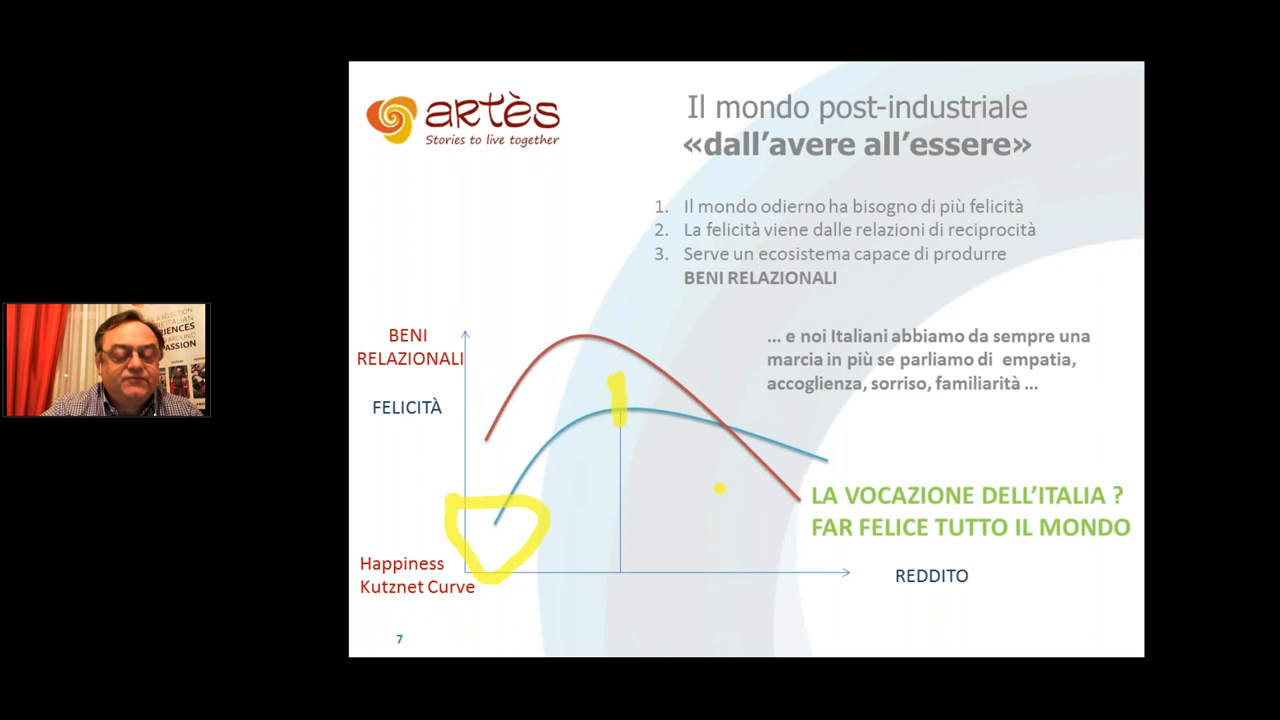 artès
Stories to live together
Il mondo post-industriale
«dall'avere all'essere»
1. Il mondo odierno ha bisogno di più felicità
2. La felicità viene dalle relazioni di reciprocità
3. Serve un ecosistema capace di produrre
BENI RELAZIONALI
... e noi Italiani abbiamo da sempre una
marcia in più se parliamo di empatia,
accoglienza, sorriso, familiarità ...
BENI
RELAZIONALI
FELICITÀ
LA VOCAZIONE DELL'ITALIA ?
FAR FELICE TUTTO IL MONDO
Happiness
Kutznet Curve
REDDITO
7